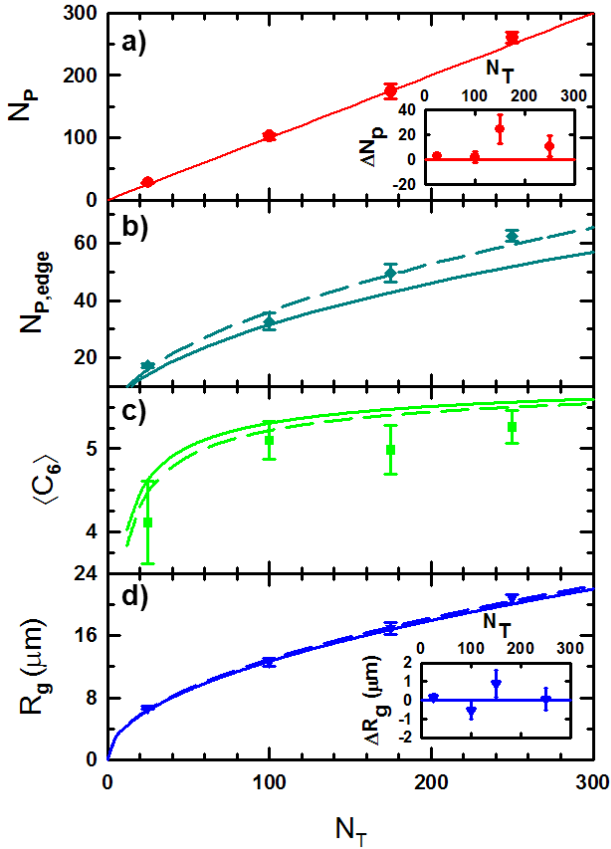 a)
300
200
100
0
N_P
N_T
0 100 200 300
40
20
0
-20
ΔN_p
b)
60
40
20
N_P,edge
c)
5
4
⟨C_6⟩
d)
24
16
8
0
R_g (μm)
N_T
0 100 200 300
2
1
0
-1
-2
ΔR_g (μm)
0 100 200 300
N_T